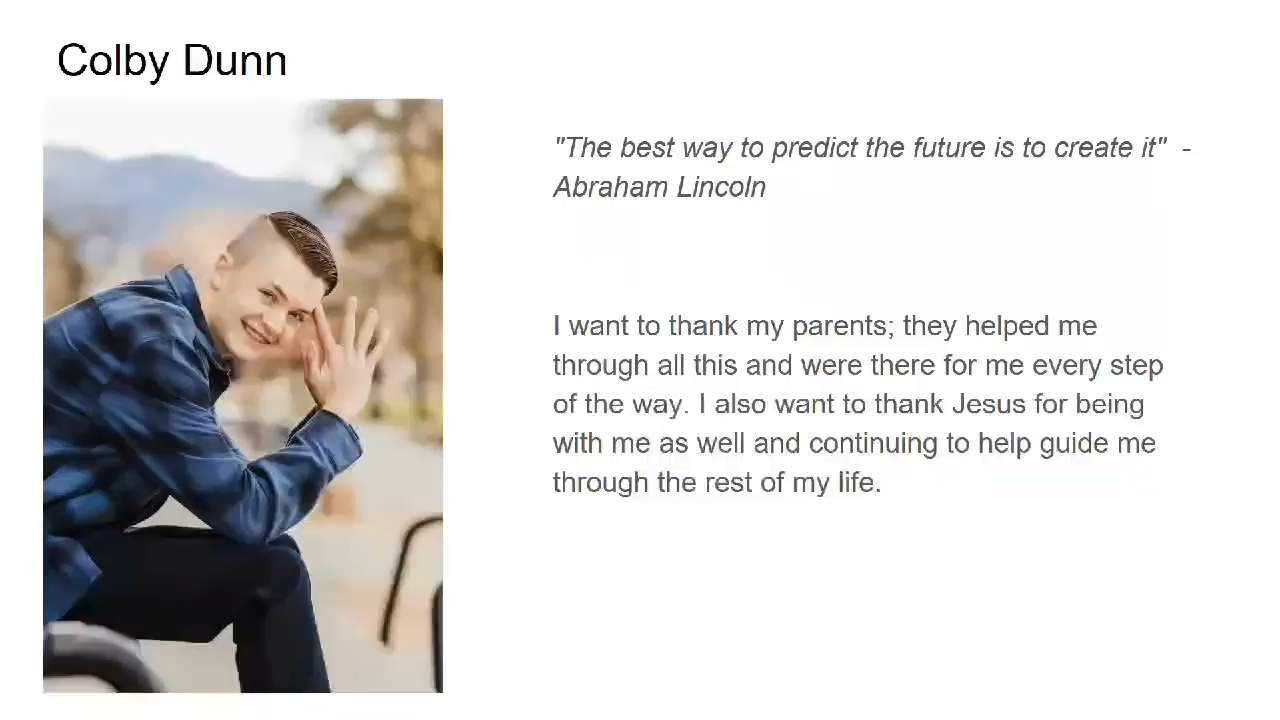 Colby Dunn
"The best way to predict the future is to create it"  -
Abraham Lincoln
I want to thank my parents; they helped me
through all this and were there for me every step
of the way. I also want to thank Jesus for being
with me as well and continuing to help guide me
through the rest of my life.